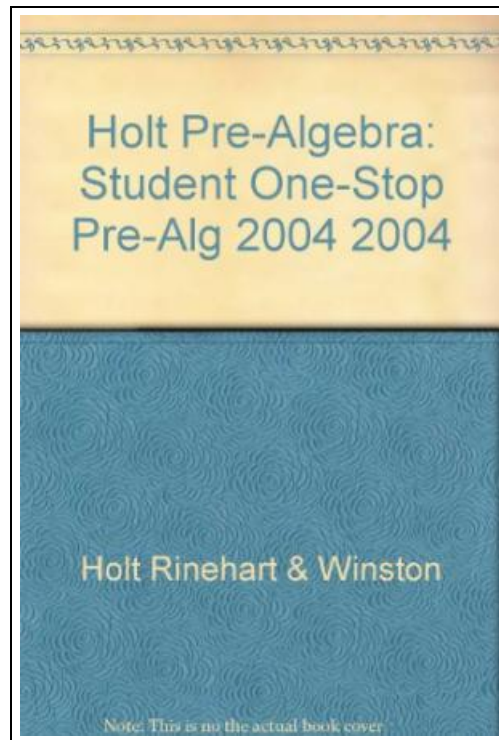 Holt Pre-Algebra:
Student One-Stop
Pre-Alg 2004 2004
Holt Rinehart & Winston
Note: This is no the actual book cover